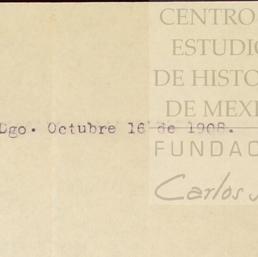 CENTRO
ESTUDIO
DE HISTO
DE MEXI
Dgo. Octubre 16 de 1908.
FUNDAC
Carlos